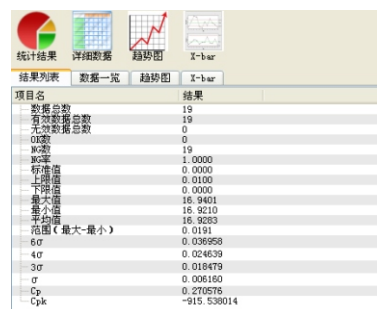 统计结果 详细数据 趋势图 X-bar
结果列表 数据一览 趋势图 X-bar
项目名 结果
数据总数 19
有效数据总数 19
无效数据总数 0
OK数 0
NG数 19
NG率 1.0000
标准值 0.0000
上限值 0.0100
下限值 0.0000
最大值 16.9401
最小值 16.9210
平均值 16.9283
范围(最大-最小) 0.0191
6σ 0.036958
4σ 0.024639
3σ 0.018479
σ 0.006160
Cp 0.270576
Cpk -915.538014